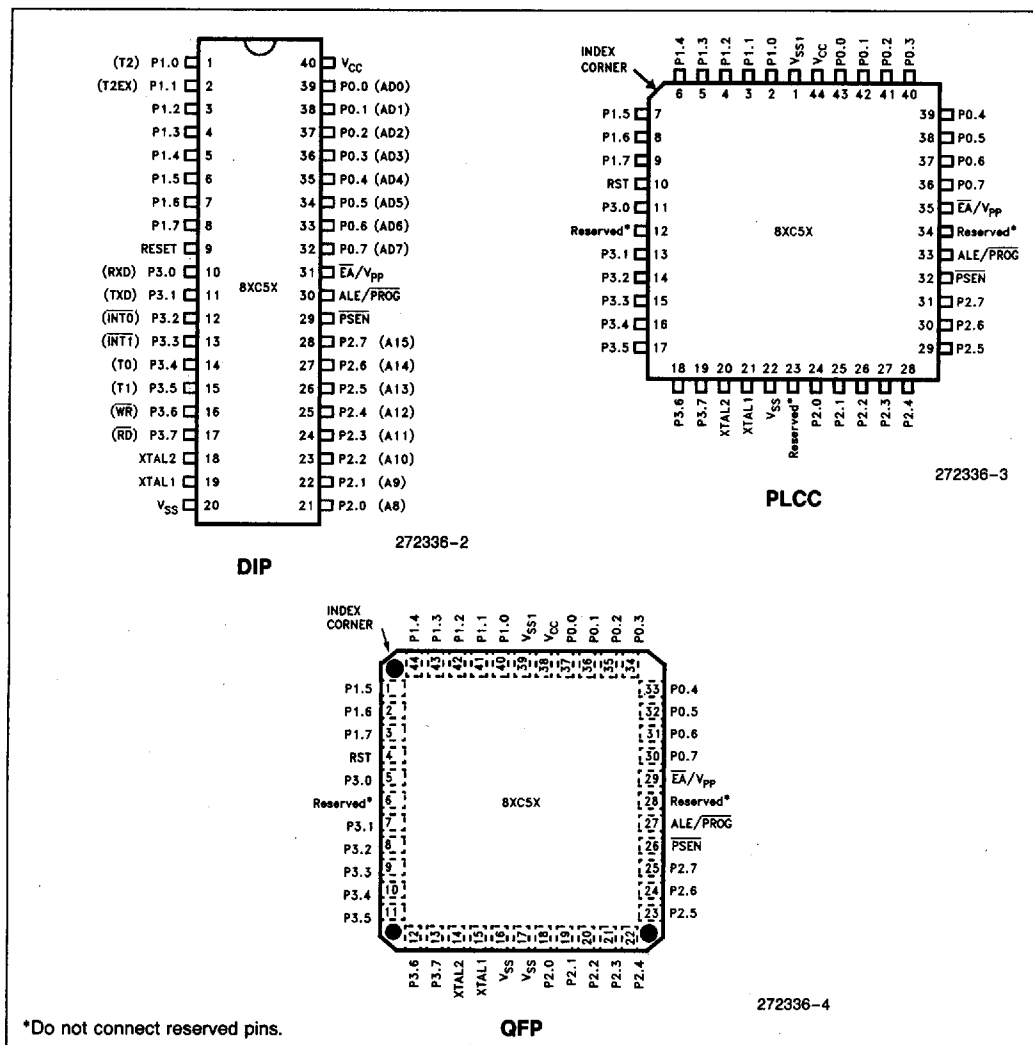 (T2) P1.0 1
(T2EX) P1.1 2
P1.2 3
P1.3 4
P1.4 5
P1.5 6
P1.6 7
P1.7 8
RESET 9
(RXD) P3.0 10
(TXD) P3.1 11
(I̅N̅T̅0̅) P3.2 12
(I̅N̅T̅1̅) P3.3 13
(T0) P3.4 14
(T1) P3.5 15
(W̅R̅) P3.6 16
(R̅D̅) P3.7 17
XTAL2 18
XTAL1 19
VSS 20
8XC5X
40 VCC
39 P0.0 (AD0)
38 P0.1 (AD1)
37 P0.2 (AD2)
36 P0.3 (AD3)
35 P0.4 (AD4)
34 P0.5 (AD5)
33 P0.6 (AD6)
32 P0.7 (AD7)
31 E̅A̅/VPP
30 ALE/P̅R̅O̅G̅
29 P̅S̅E̅N̅
28 P2.7 (A15)
27 P2.6 (A14)
26 P2.5 (A13)
25 P2.4 (A12)
24 P2.3 (A11)
23 P2.2 (A10)
22 P2.1 (A9)
21 P2.0 (A8)
272336-2
DIP
INDEX
CORNER
P1.4 P1.3 P1.2 P1.1 P1.0 VSS1 VCC P0.0 P0.1 P0.2 P0.3
6 5 4 3 2 1 44 43 42 41 40
P1.5 7
P1.6 8
P1.7 9
RST 10
P3.0 11
Reserved* 12
P3.1 13
P3.2 14
P3.3 15
P3.4 16
P3.5 17
8XC5X
39 P0.4
38 P0.5
37 P0.6
36 P0.7
35 E̅A̅/VPP
34 Reserved*
33 ALE/P̅R̅O̅G̅
32 P̅S̅E̅N̅
31 P2.7
30 P2.6
29 P2.5
18 19 20 21 22 23 24 25 26 27 28
P3.6 P3.7 XTAL2 XTAL1 VSS Reserved* P2.0 P2.1 P2.2 P2.3 P2.4
272336-3
PLCC
INDEX
CORNER
P1.4 P1.3 P1.2 P1.1 P1.0 VSS1 VCC P0.0 P0.1 P0.2 P0.3
44 43 42 41 40 39 38 37 36 35 34
P1.5 1
P1.6 2
P1.7 3
RST 4
P3.0 5
Reserved* 6
P3.1 7
P3.2 8
P3.3 9
P3.4 10
P3.5 11
8XC5X
33 P0.4
32 P0.5
31 P0.6
30 P0.7
29 E̅A̅/VPP
28 Reserved*
27 ALE/P̅R̅O̅G̅
26 P̅S̅E̅N̅
25 P2.7
24 P2.6
23 P2.5
12 13 14 15 16 17 18 19 20 21 22
P3.6 P3.7 XTAL2 XTAL1 VSS VSS P2.0 P2.1 P2.2 P2.3 P2.4
272336-4
*Do not connect reserved pins.
QFP